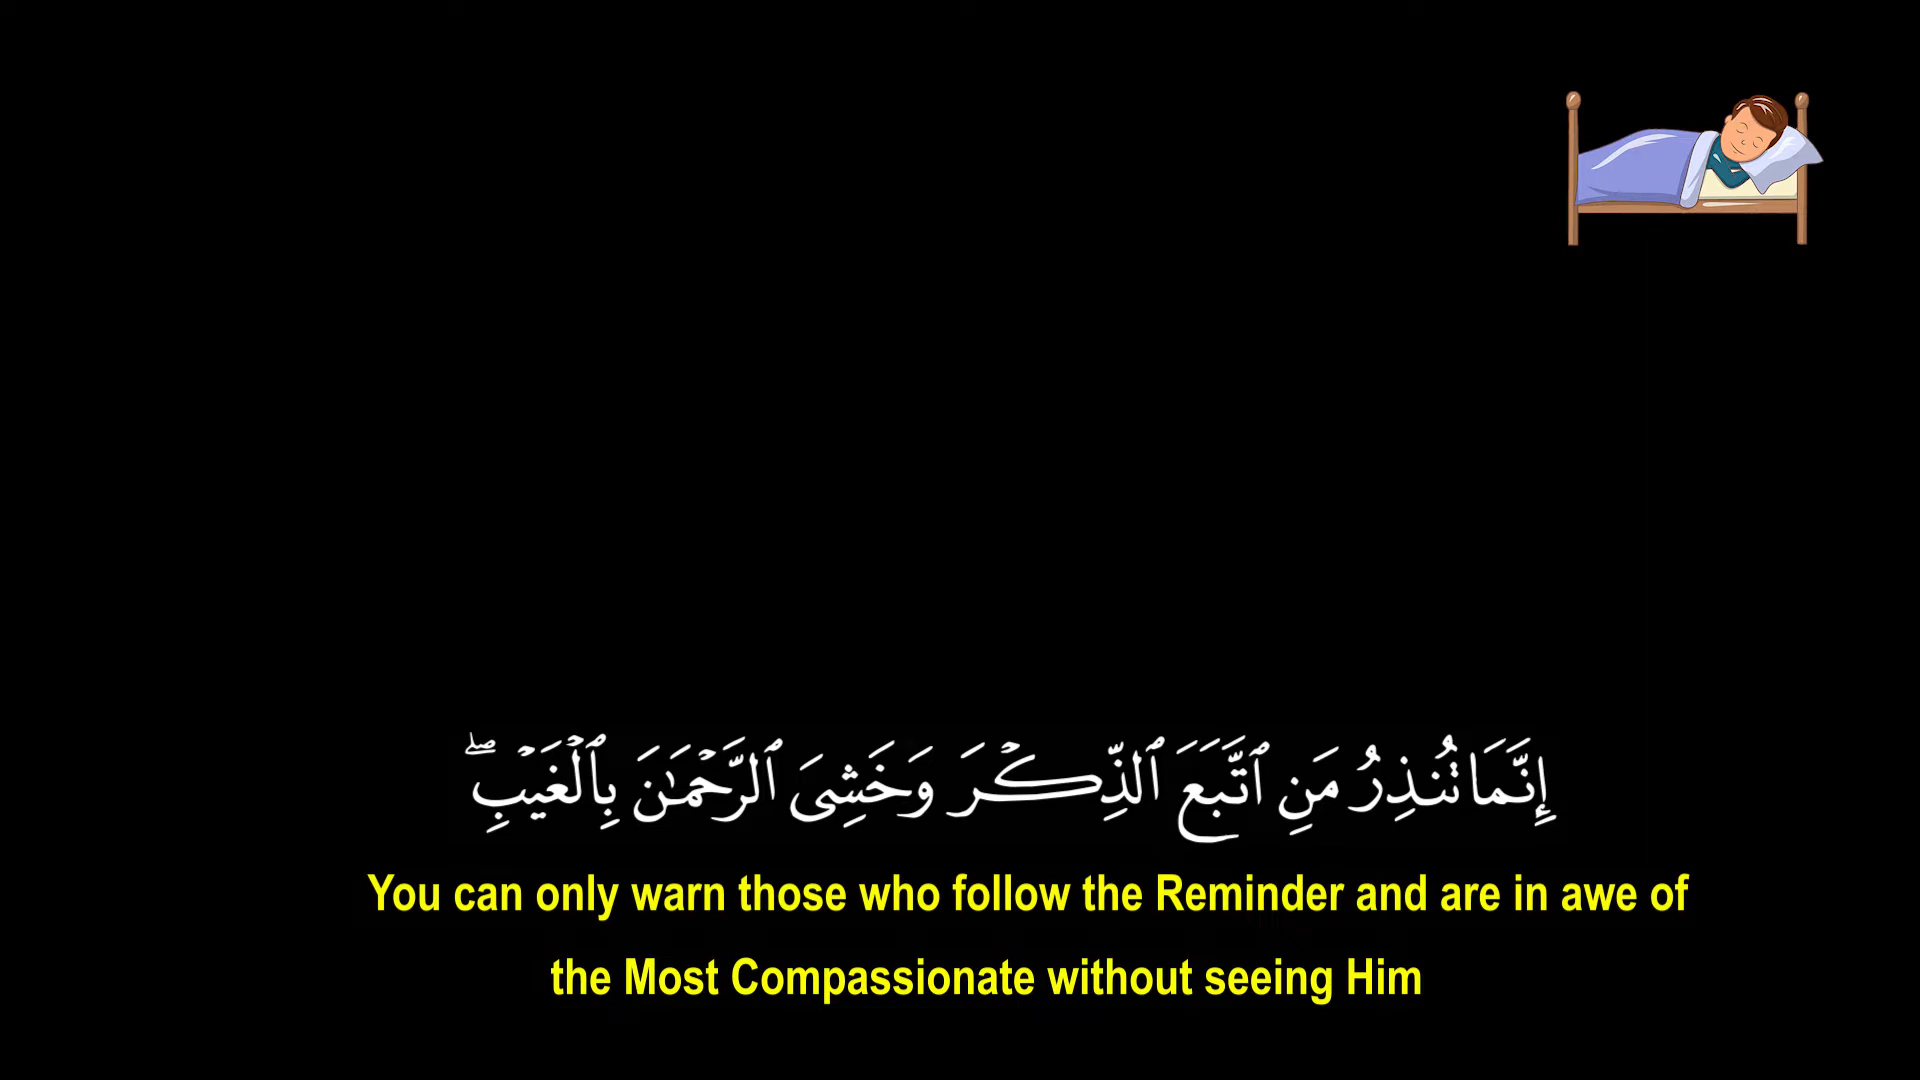 إِنَّمَا تُنذِرُ مَنِ ٱتَّبَعَ ٱلذِّكْرَ وَخَشِىَ ٱلرَّحْمَـٰنَ بِٱلْغَيْبِ ۖ
You can only warn those who follow the Reminder and are in awe of
the Most Compassionate without seeing Him